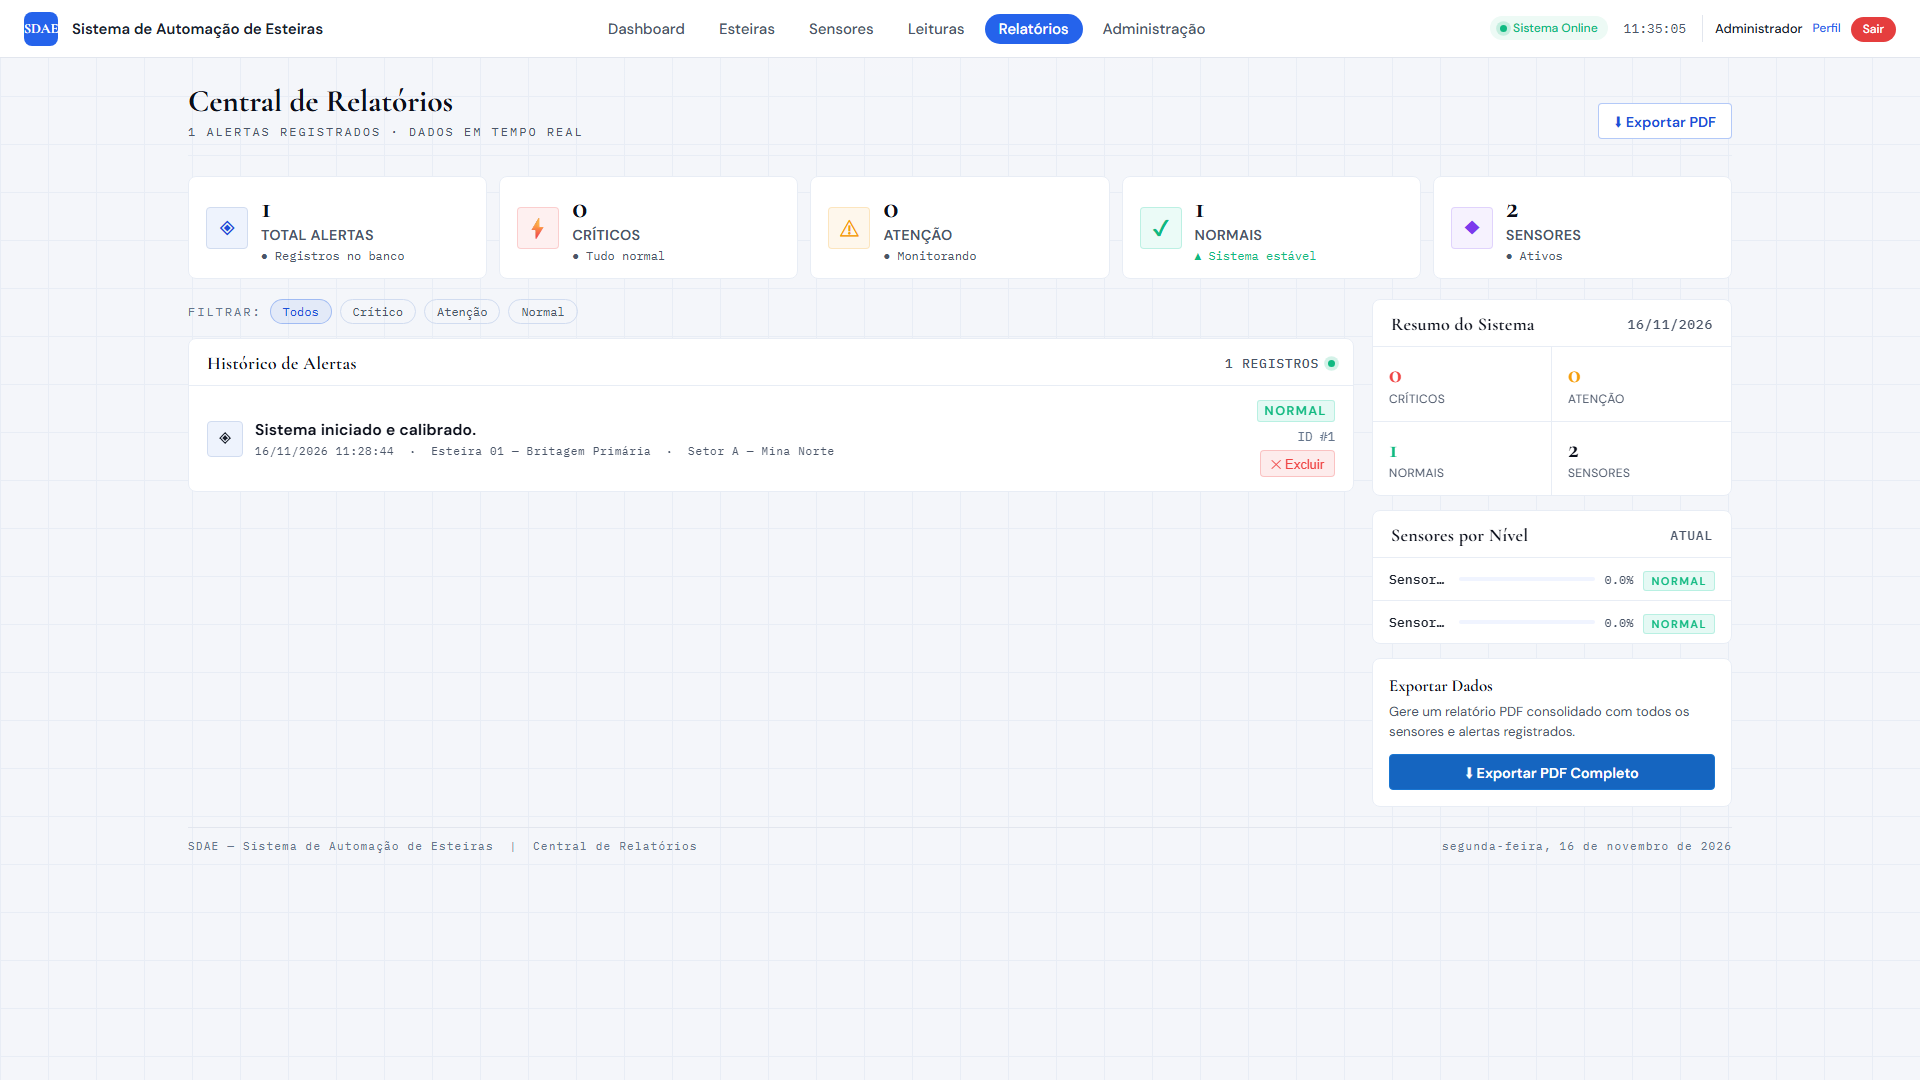 SDAE Sistema de Automação de Esteiras
Dashboard Esteiras Sensores Leituras Relatórios Administração
Sistema Online 11:35:05 Administrador Perfil Sair
Central de Relatórios
1 ALERTAS REGISTRADOS · DADOS EM TEMPO REAL
⬇ Exportar PDF
1
TOTAL ALERTAS
● Registros no banco
0
CRÍTICOS
● Tudo normal
0
ATENÇÃO
● Monitorando
1
NORMAIS
▲ Sistema estável
2
SENSORES
● Ativos
FILTRAR: Todos Crítico Atenção Normal
Histórico de Alertas 1 REGISTROS
Sistema iniciado e calibrado.
16/11/2026 11:28:44 · Esteira 01 — Britagem Primária · Setor A — Mina Norte
NORMAL
ID #1
✕ Excluir
Resumo do Sistema 16/11/2026
0
CRÍTICOS
0
ATENÇÃO
1
NORMAIS
2
SENSORES
Sensores por Nível ATUAL
Sensor… 0.0% NORMAL
Sensor… 0.0% NORMAL
Exportar Dados
Gere um relatório PDF consolidado com todos os
sensores e alertas registrados.
⬇ Exportar PDF Completo
SDAE — Sistema de Automação de Esteiras | Central de Relatórios
segunda-feira, 16 de novembro de 2026